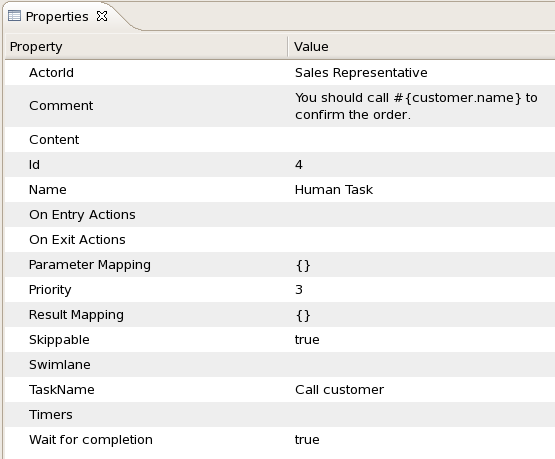 Properties
Property Value
ActorId Sales Representative
Comment You should call #{customer.name} to
confirm the order.
Content
Id 4
Name Human Task
On Entry Actions
On Exit Actions
Parameter Mapping {}
Priority 3
Result Mapping {}
Skippable true
Swimlane
TaskName Call customer
Timers
Wait for completion true